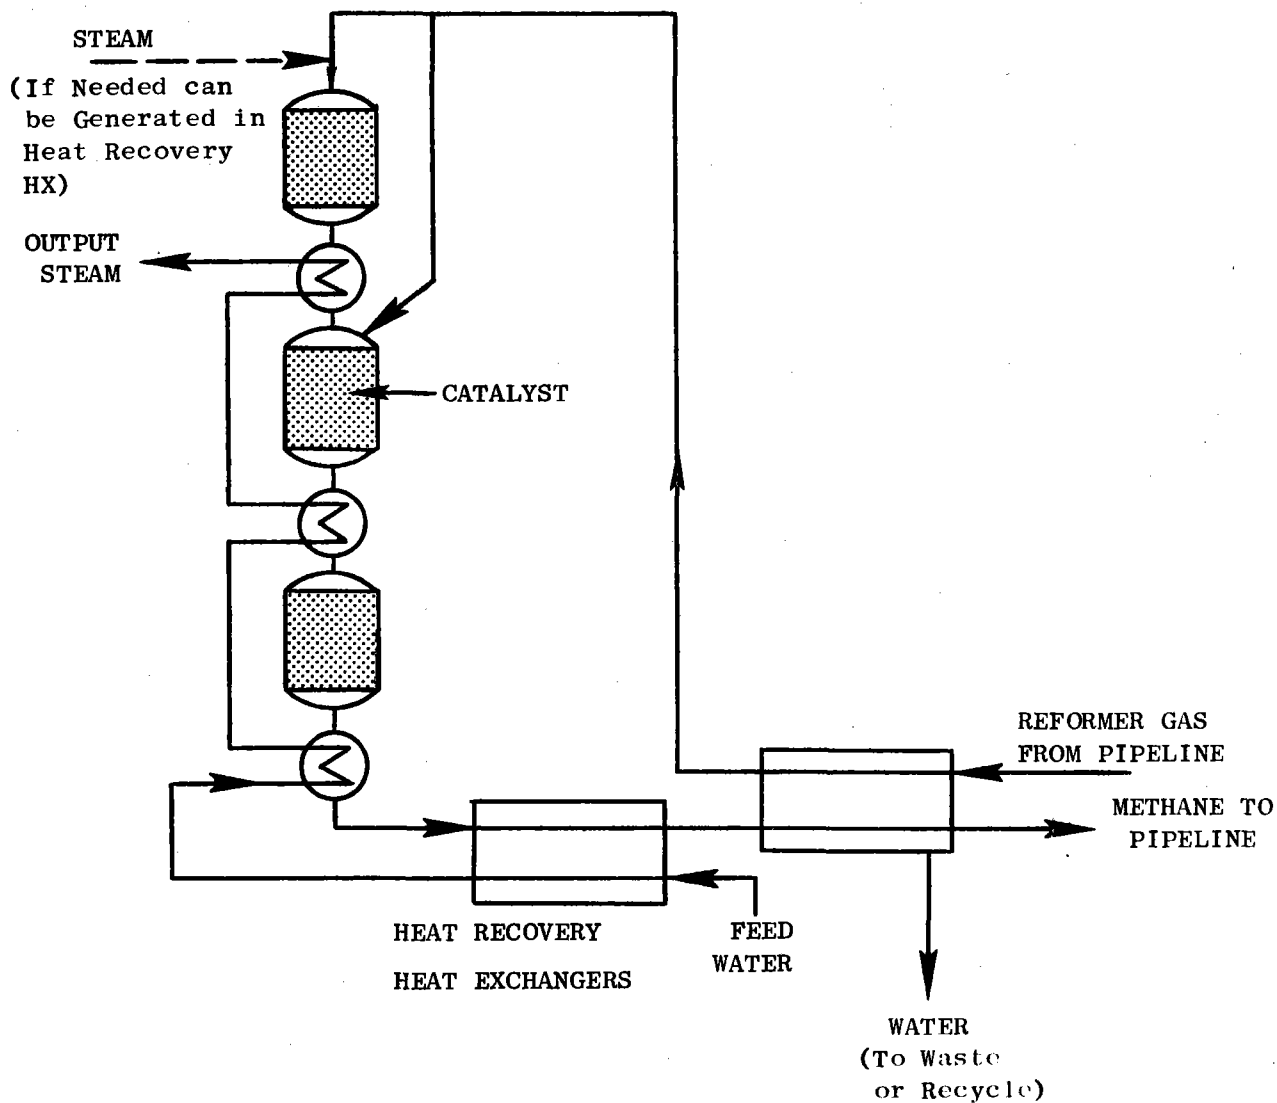 STEAM
(If Needed can
be Generated in
Heat Recovery
HX)
OUTPUT
STEAM
CATALYST
REFORMER GAS
FROM PIPELINE
METHANE TO
PIPELINE
HEAT RECOVERY
HEAT EXCHANGERS
FEED
WATER
WATER
(To Waste
or Recycle)